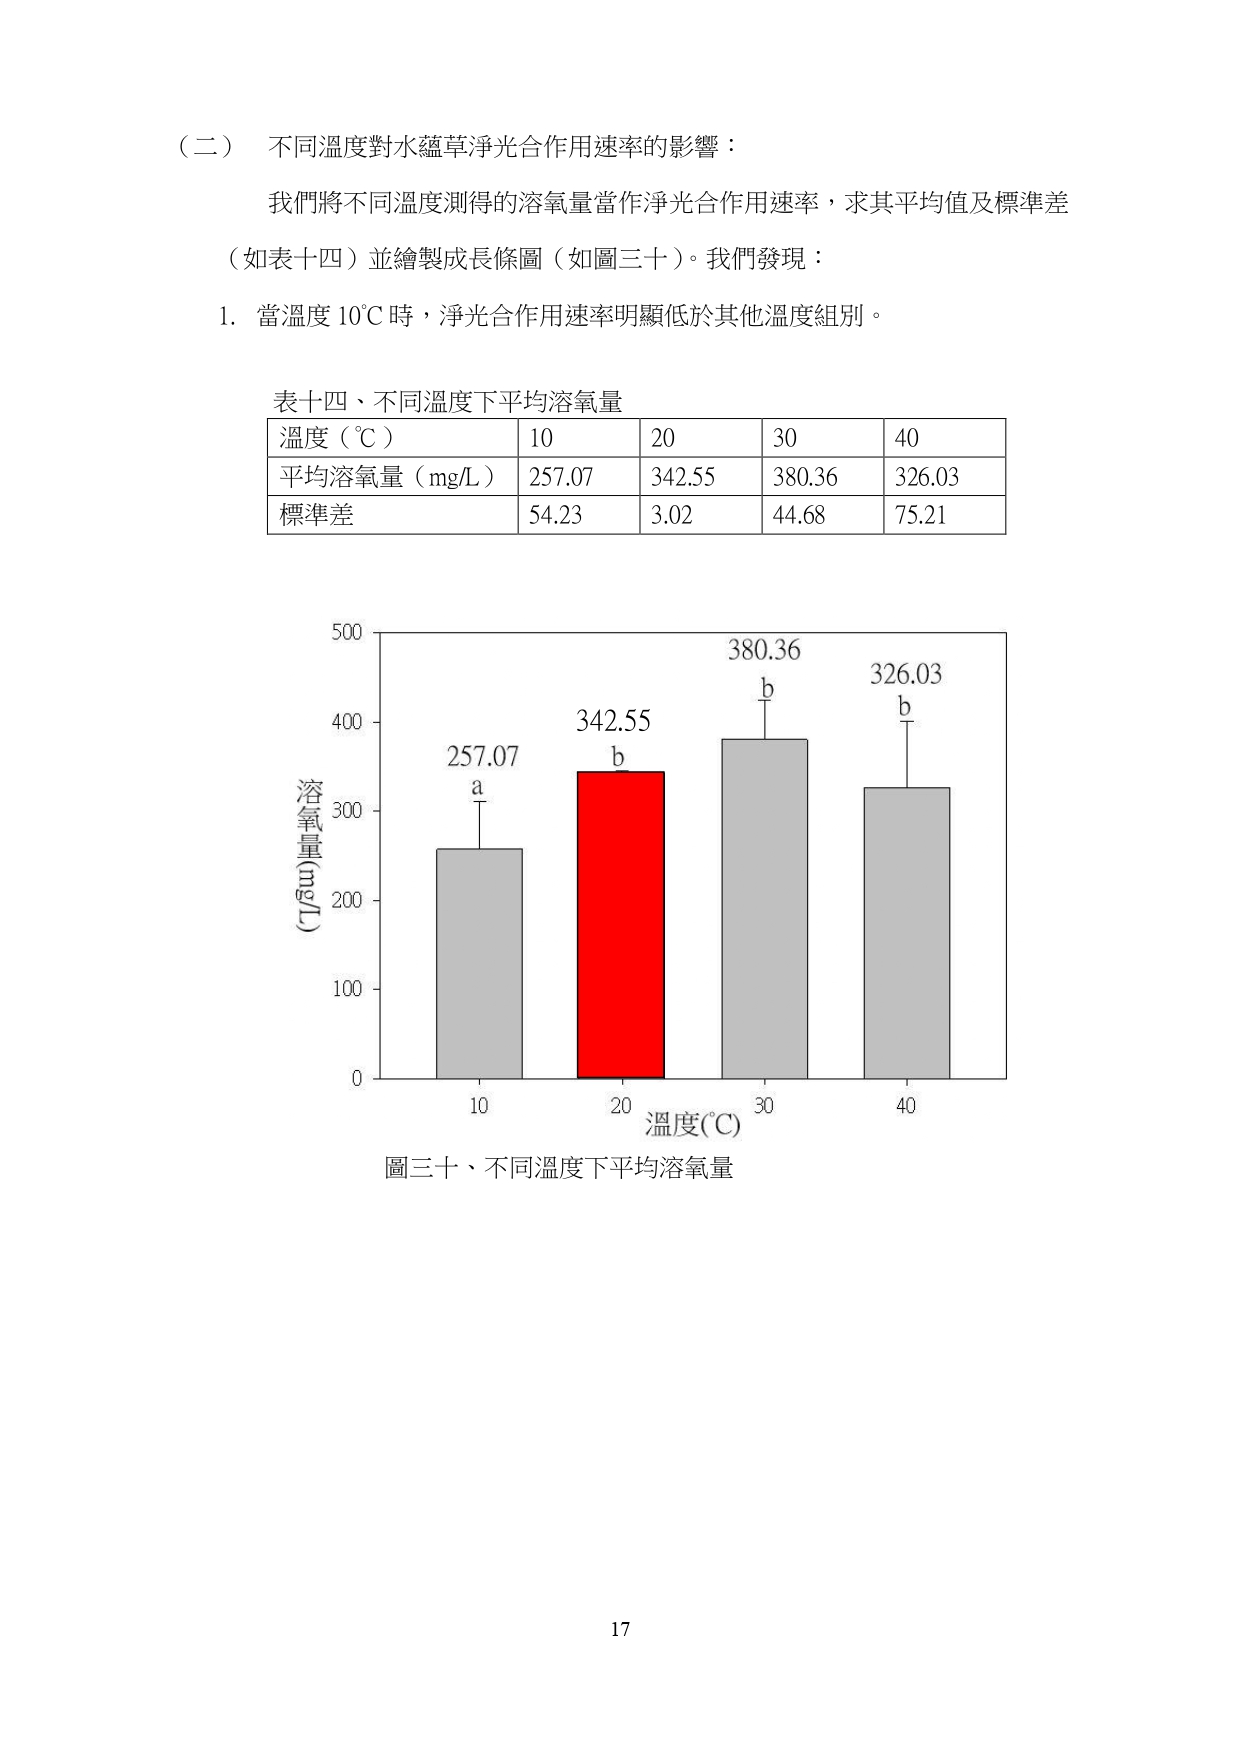 （二） 不同溫度對水蘊草淨光合作用速率的影響：
我們將不同溫度測得的溶氧量當作淨光合作用速率，求其平均值及標準差
（如表十四）並繪製成長條圖（如圖三十）。我們發現：
1. 當溫度 10℃時，淨光合作用速率明顯低於其他溫度組別。
表十四、不同溫度下平均溶氧量
溫度（℃） 10 20 30 40
平均溶氧量（mg/L） 257.07 342.55 380.36 326.03
標準差 54.23 3.02 44.68 75.21
500
380.36
326.03
b
b
400
342.55
257.07
b
a
溶氧量(mg/L)
300
200
100
0
10 20 30 40
溫度(℃)
圖三十、不同溫度下平均溶氧量
17